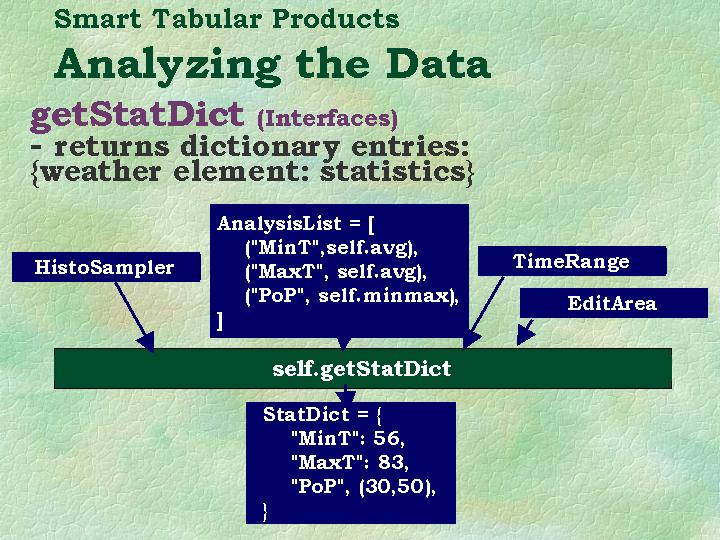 Smart Tabular Products
Analyzing the Data
getStatDict (Interfaces)
- returns dictionary entries:
{weather element: statistics}
AnalysisList = [
("MinT",self.avg),
("MaxT", self.avg),
("PoP", self.minmax),
]
HistoSampler
TimeRange
EditArea
self.getStatDict
StatDict = {
"MinT": 56,
"MaxT": 83,
"PoP", (30,50),
}